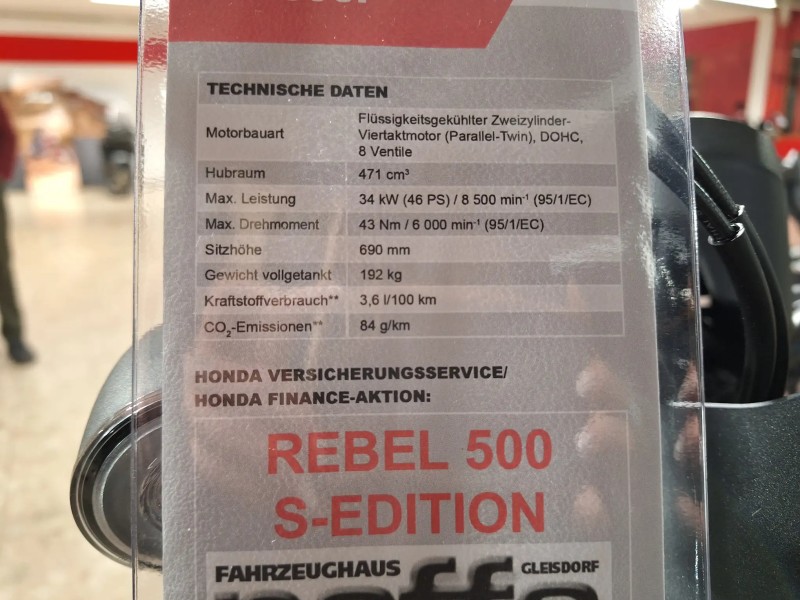 TECHNISCHE DATEN
Motorbauart Flüssigkeitsgekühlter Zweizylinder-
Viertaktmotor (Parallel-Twin), DOHC,
8 Ventile
Hubraum 471 cm³
Max. Leistung 34 kW (46 PS) / 8 500 min⁻¹ (95/1/EC)
Max. Drehmoment 43 Nm / 6 000 min⁻¹ (95/1/EC)
Sitzhöhe 690 mm
Gewicht vollgetankt 192 kg
Kraftstoffverbrauch** 3,6 l/100 km
CO₂-Emissionen** 84 g/km
HONDA VERSICHERUNGSSERVICE/
HONDA FINANCE-AKTION:
REBEL 500
S-EDITION
FAHRZEUGHAUS GLEISDORF